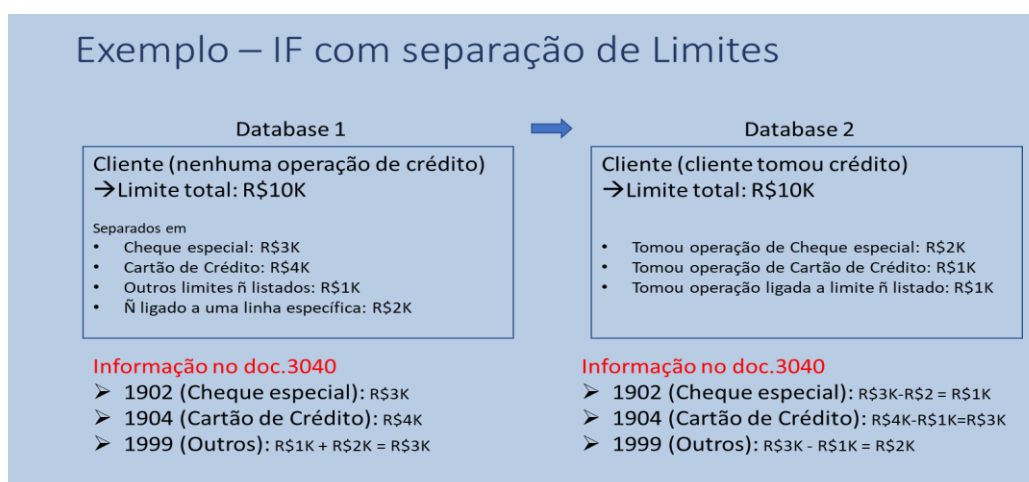 Exemplo – IF com separação de Limites
Database 1
Cliente (nenhuma operação de crédito)
→Limite total: R$10K
Separados em
• Cheque especial: R$3K
• Cartão de Crédito: R$4K
• Outros limites ñ listados: R$1K
• Ñ ligado a uma linha específica: R$2K
Informação no doc.3040
➢ 1902 (Cheque especial): R$3K
➢ 1904 (Cartão de Crédito): R$4K
➢ 1999 (Outros): R$1K + R$2K = R$3K
Database 2
Cliente (cliente tomou crédito)
→Limite total: R$10K
• Tomou operação de Cheque especial: R$2K
• Tomou operação de Cartão de Crédito: R$1K
• Tomou operação ligada a limite ñ listado: R$1K
Informação no doc.3040
➢ 1902 (Cheque especial): R$3K-R$2 = R$1K
➢ 1904 (Cartão de Crédito): R$4K-R$1K=R$3K
➢ 1999 (Outros): R$3K - R$1K = R$2K